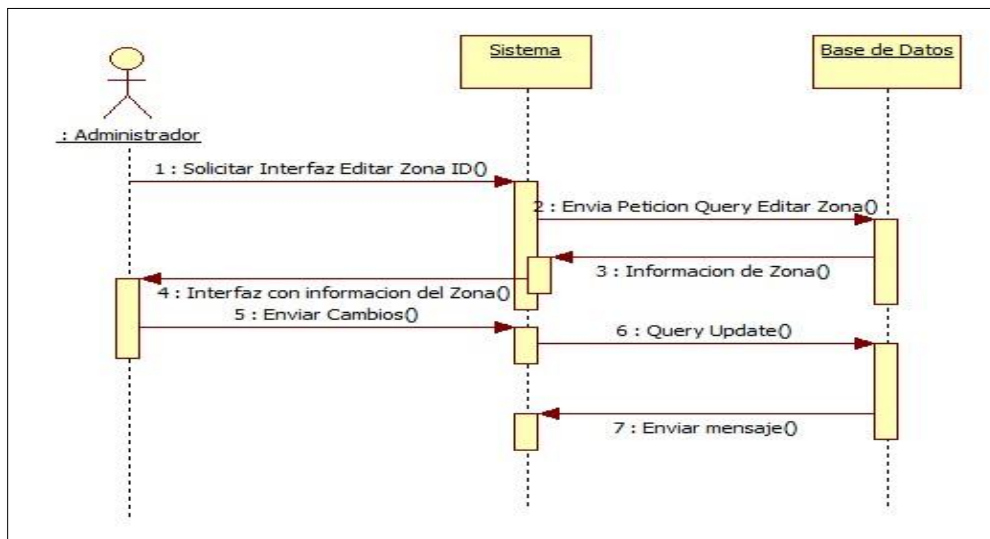 Sistema
Base de Datos
: Administrador
1 : Solicitar Interfaz Editar Zona ID()
2 : Envia Peticion Query Editar Zona()
3 : Informacion de Zona()
4 : Interfaz con informacion del Zona()
5 : Enviar Cambios()
6 : Query Update()
7 : Enviar mensaje()